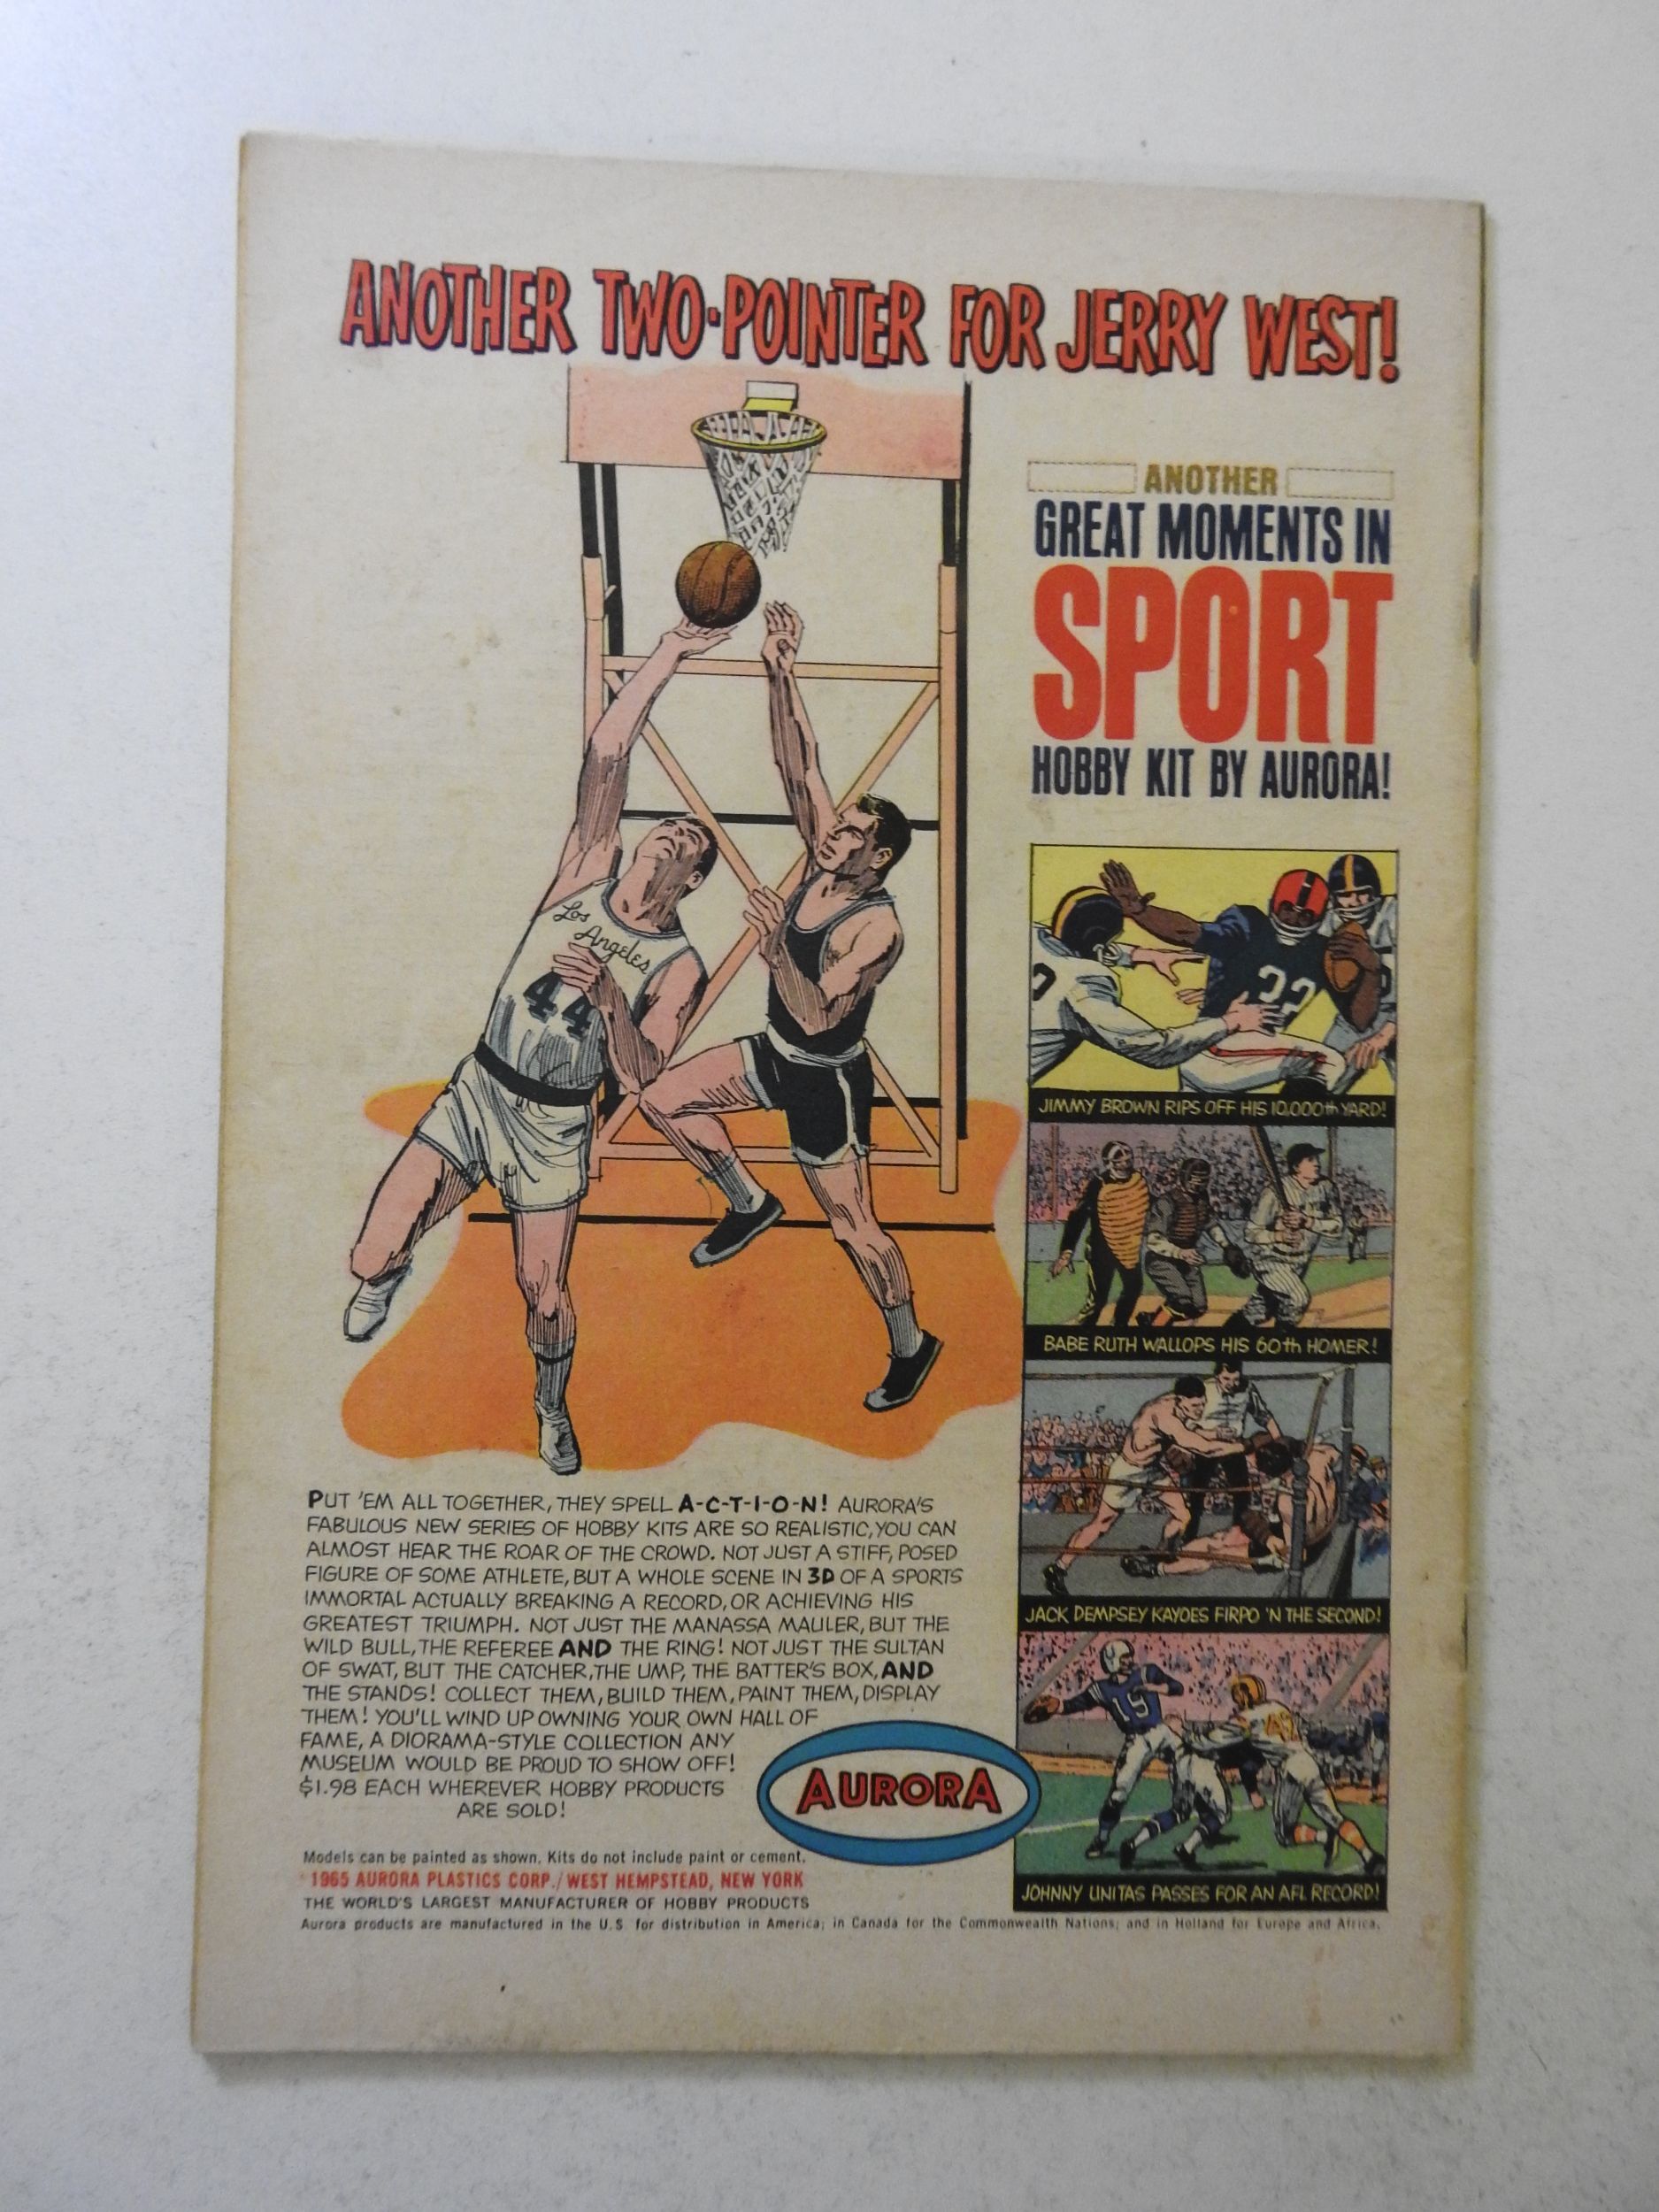 ANOTHER TWO-POINTER FOR JERRY WEST!
ANOTHER
GREAT MOMENTS IN
SPORT
HOBBY KIT BY AURORA!
Los
Angeles
44
32
JIMMY BROWN RIPS OFF HIS 10,000th YARD!
BABE RUTH WALLOPS HIS 60th HOMER!
JACK DEMPSEY KAYOES FIRPO 'N THE SECOND!
19
JOHNNY UNITAS PASSES FOR AN AFL RECORD!
PUT 'EM ALL TOGETHER, THEY SPELL A-C-T-I-O-N! AURORA'S
FABULOUS NEW SERIES OF HOBBY KITS ARE SO REALISTIC, YOU CAN
ALMOST HEAR THE ROAR OF THE CROWD. NOT JUST A STIFF, POSED
FIGURE OF SOME ATHLETE, BUT A WHOLE SCENE IN 3D OF A SPORTS
IMMORTAL ACTUALLY BREAKING A RECORD, OR ACHIEVING HIS
GREATEST TRIUMPH. NOT JUST THE MANASSA MAULER, BUT THE
WILD BULL, THE REFEREE AND THE RING! NOT JUST THE SULTAN
OF SWAT, BUT THE CATCHER, THE UMP, THE BATTER'S BOX, AND
THE STANDS! COLLECT THEM, BUILD THEM, PAINT THEM, DISPLAY
THEM! YOU'LL WIND UP OWNING YOUR OWN HALL OF
FAME, A DIORAMA-STYLE COLLECTION ANY
MUSEUM WOULD BE PROUD TO SHOW OFF!
$1.98 EACH WHEREVER HOBBY PRODUCTS
ARE SOLD!
AURORA
Models can be painted as shown. Kits do not include paint or cement.
1965 AURORA PLASTICS CORP./WEST HEMPSTEAD, NEW YORK
THE WORLD'S LARGEST MANUFACTURER OF HOBBY PRODUCTS
Aurora products are manufactured in the U.S. for distribution in America; in Canada for the Commonwealth Nations; and in Holland for Europe and Africa.